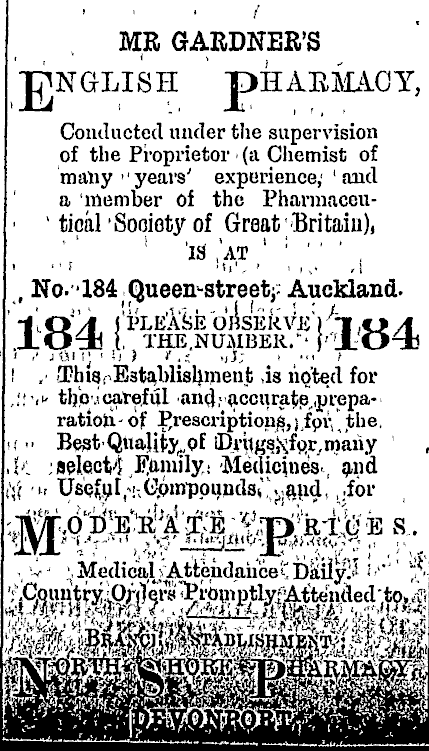 MR GARDNER'S
ENGLISH PHARMACY,
Conducted under the supervision
of the Proprietor (a Chemist of
many years' experience, and
a member of the Pharmaceu-
tical Society of Great Britain),
IS AT
No. 184 Queen-street, Auckland.
184 {PLEASE OBSERVE THE NUMBER.} 184
This Establishment is noted for
the careful and accurate prepa-
ration of Prescriptions, for the
Best Quality of Drugs, for many
select Family Medicines and
Useful Compounds, and for
MODERATE PRICES.
Medical Attendance Daily.
Country Orders Promptly Attended to.
BRANCH ESTABLISHMENT:
NORTH SHORE PHARMACY,
DEVONPORT.